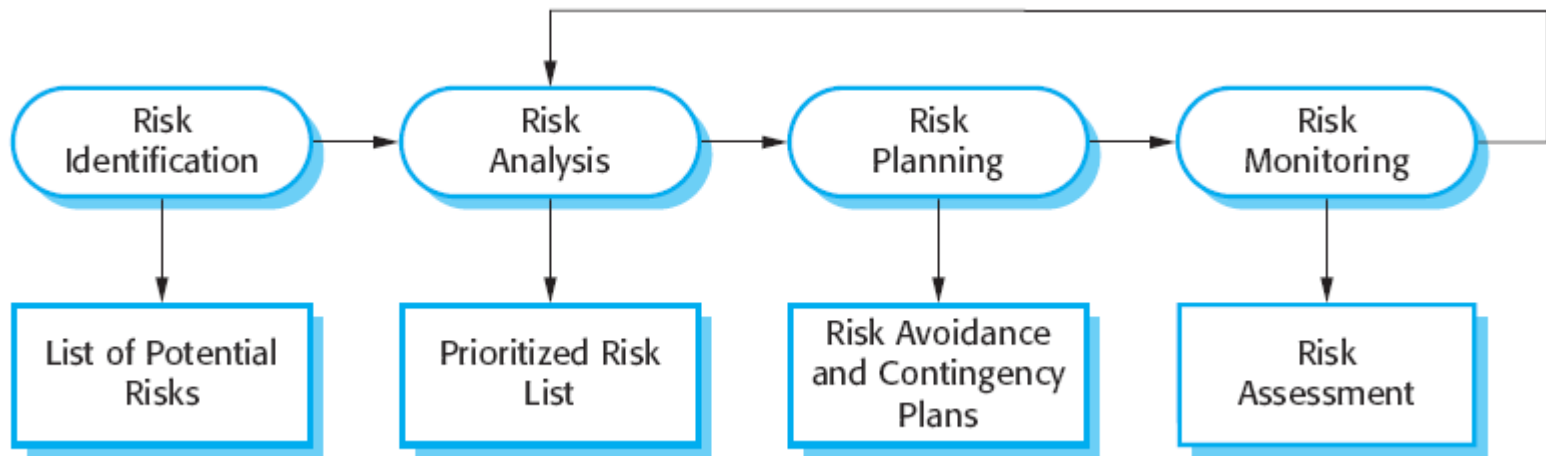 Risk
Identification
Risk
Analysis
Risk
Planning
Risk
Monitoring
List of Potential
Risks
Prioritized Risk
List
Risk Avoidance
and Contingency
Plans
Risk
Assessment